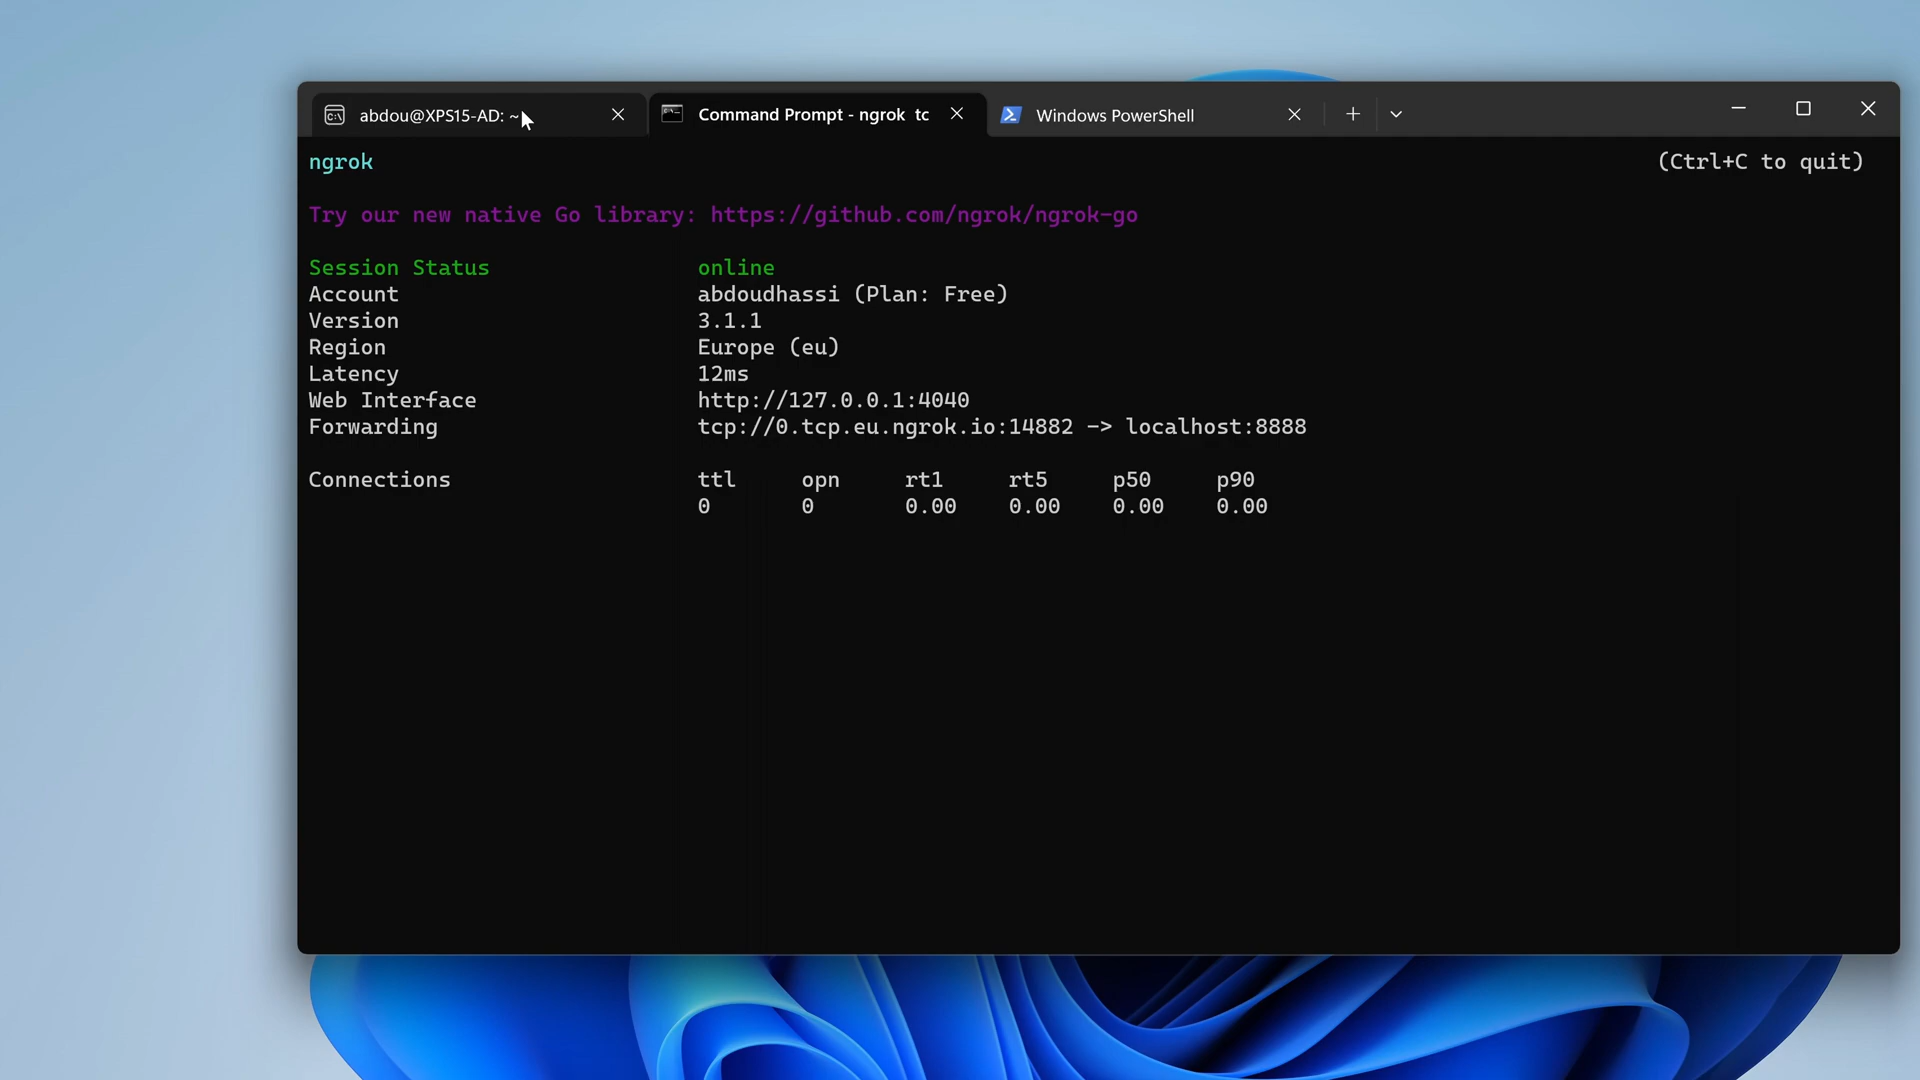 abdou@XPS15-AD: ~ Command Prompt - ngrok tc Windows PowerShell
ngrok (Ctrl+C to quit)
Try our new native Go library: https://github.com/ngrok/ngrok-go
Session Status online
Account abdoudhassi (Plan: Free)
Version 3.1.1
Region Europe (eu)
Latency 12ms
Web Interface http://127.0.0.1:4040
Forwarding tcp://0.tcp.eu.ngrok.io:14882 -> localhost:8888
Connections ttl opn rt1 rt5 p50 p90
0 0 0.00 0.00 0.00 0.00